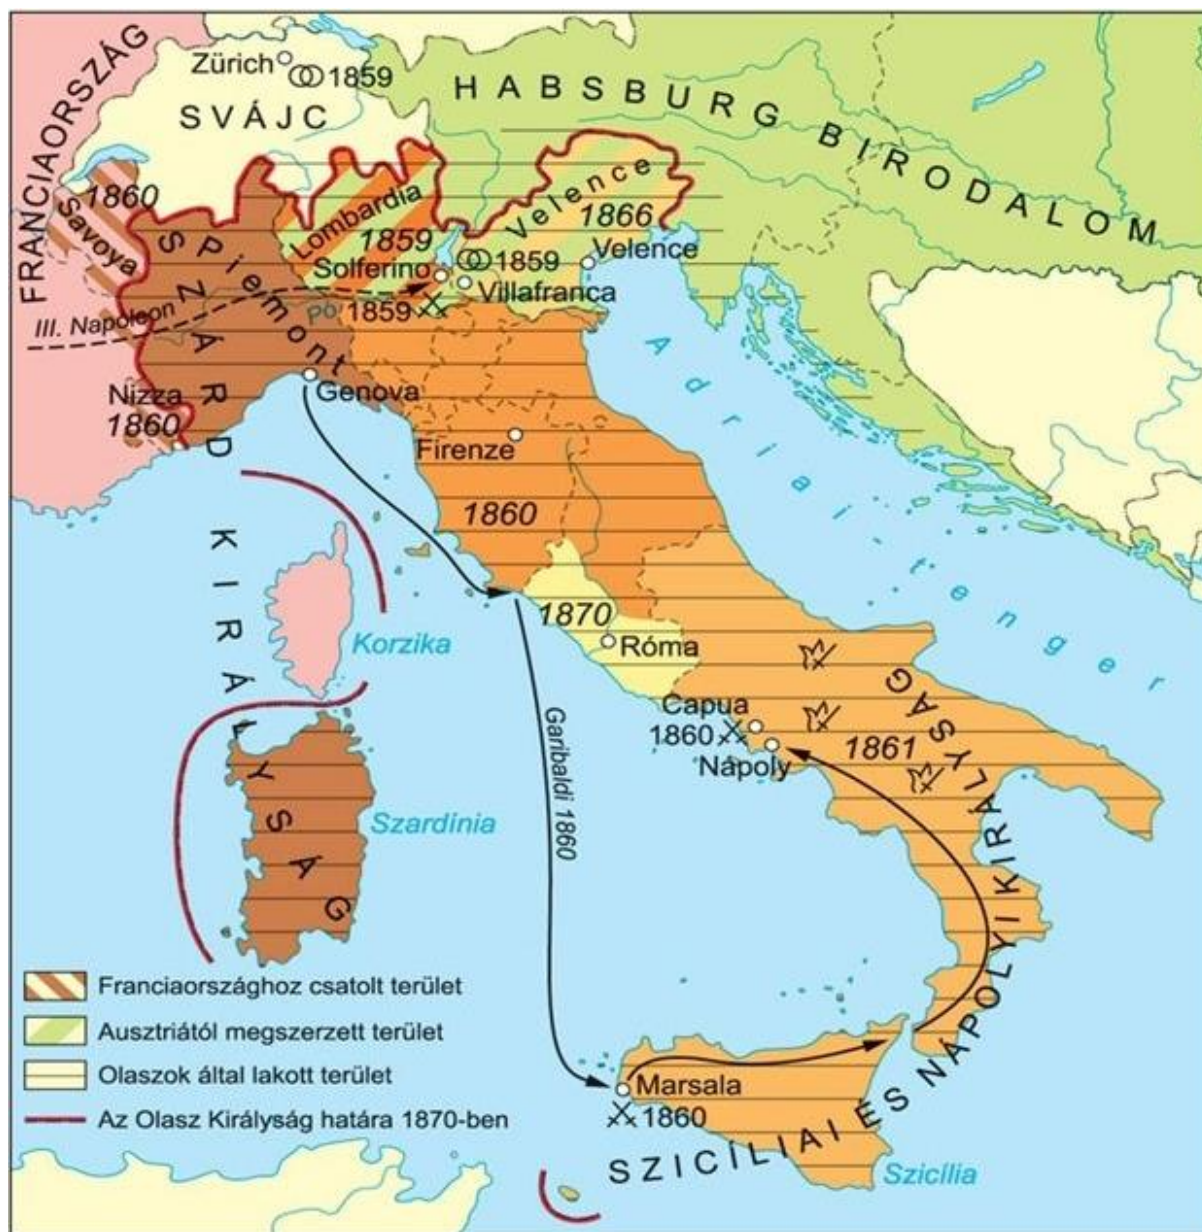 FRANCIAORSZÁG
Zürich
1859
SVÁJC
HABSBURG BIRODALOM
1860
Savoya
Piemont
SZÁRD KIRÁLYSÁG
Lombardia
1859
Velence
1866
Solferino
1859
Velence
Villafranca
III. Napoleon
Pó
1859
Nizza
1860
Genova
Firenze
Adriai-tenger
1860
1870
Róma
Korzika
Capua
1860
Nápoly
1861
Garibaldi 1860
Szardínia
SZICÍLIAI ÉS NÁPOLYI KIRÁLYSÁG
Franciaországhoz csatolt terület
Ausztriától megszerzett terület
Olaszok által lakott terület
Az Olasz Királyság határa 1870-ben
Marsala
1860
Szicília